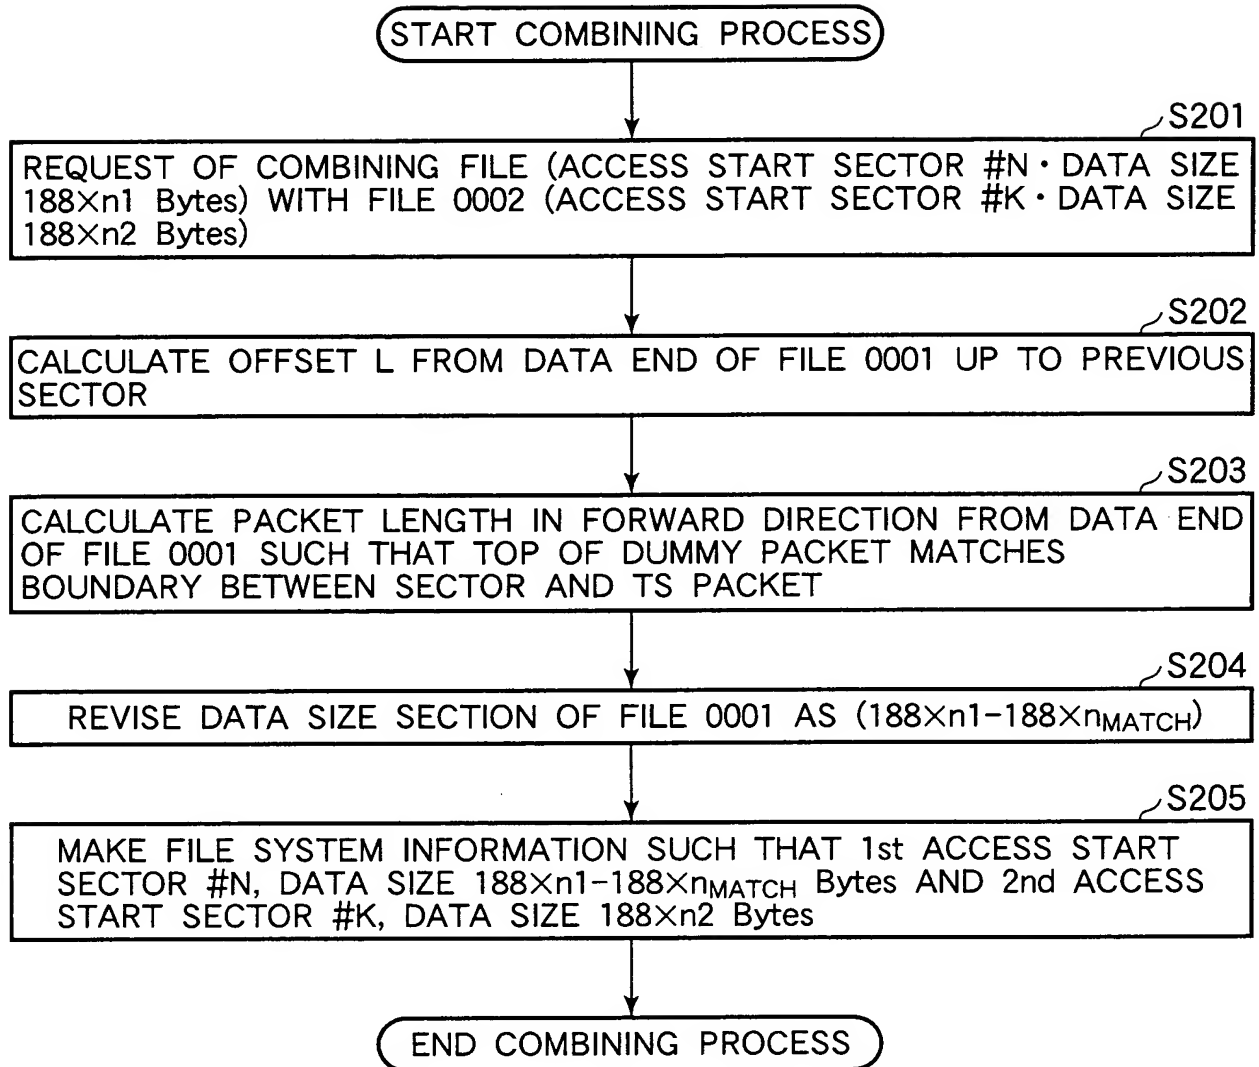 START COMBINING PROCESS
S201
REQUEST OF COMBINING FILE (ACCESS START SECTOR #N・DATA SIZE
188×n1 Bytes) WITH FILE 0002 (ACCESS START SECTOR #K・DATA SIZE
188×n2 Bytes)
S202
CALCULATE OFFSET L FROM DATA END OF FILE 0001 UP TO PREVIOUS
SECTOR
S203
CALCULATE PACKET LENGTH IN FORWARD DIRECTION FROM DATA END
OF FILE 0001 SUCH THAT TOP OF DUMMY PACKET MATCHES
BOUNDARY BETWEEN SECTOR AND TS PACKET
S204
REVISE DATA SIZE SECTION OF FILE 0001 AS (188×n1-188×nMATCH)
S205
MAKE FILE SYSTEM INFORMATION SUCH THAT 1st ACCESS START
SECTOR #N, DATA SIZE 188×n1-188×nMATCH Bytes AND 2nd ACCESS
START SECTOR #K, DATA SIZE 188×n2 Bytes
END COMBINING PROCESS